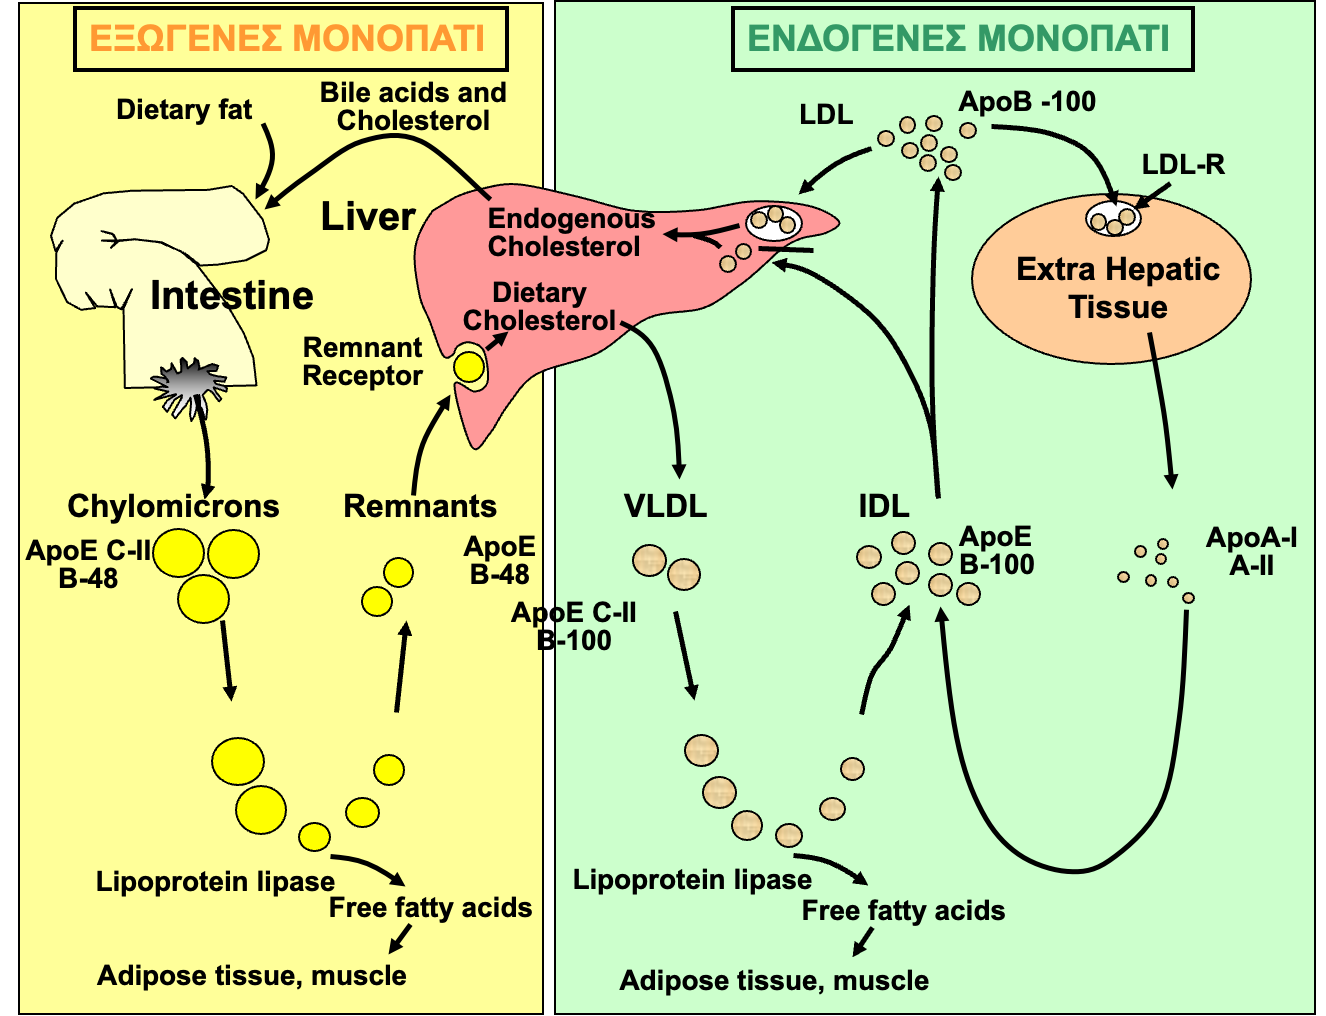 ΕΞΩΓΕΝΕΣ ΜΟΝΟΠΑΤΙ
Dietary fat
Bile acids and
Cholesterol
Liver
Intestine
Remnant
Receptor
Chylomicrons
ApoE C-II
B-48
Remnants
ApoE
B-48
Lipoprotein lipase
Free fatty acids
Adipose tissue, muscle
ΕΝΔΟΓΕΝΕΣ ΜΟΝΟΠΑΤΙ
LDL
ApoB -100
LDL-R
Endogenous
Cholesterol
Dietary
Cholesterol
Extra Hepatic
Tissue
VLDL
ApoE C-II
B-100
IDL
ApoE
B-100
ApoA-I
A-II
Lipoprotein lipase
Free fatty acids
Adipose tissue, muscle